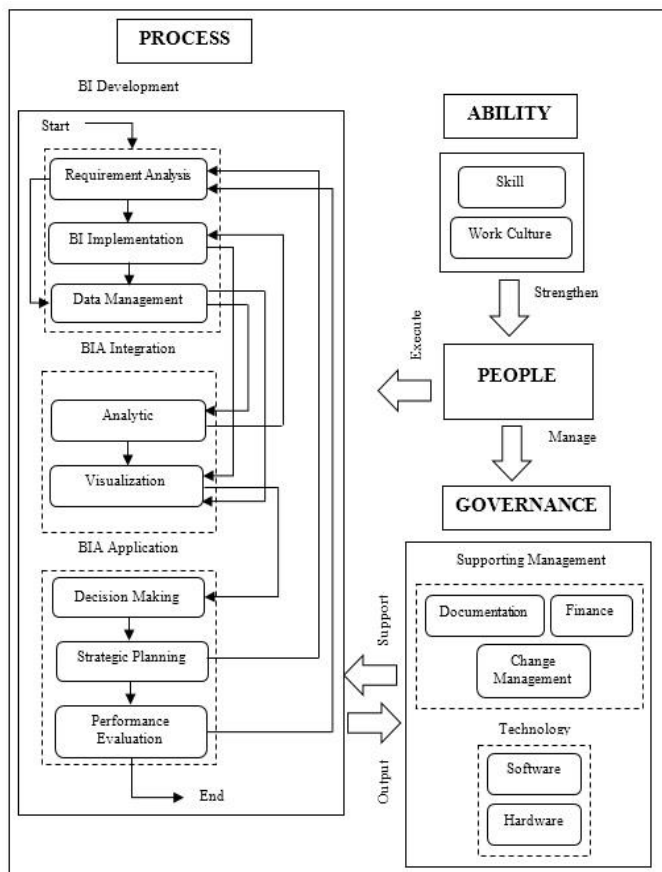 PROCESS
BI Development
Start
Requirement Analysis
BI Implementation
Data Management
BIA Integration
Analytic
Visualization
BIA Application
Decision Making
Strategic Planning
Performance
Evaluation
End
ABILITY
Skill
Work Culture
Strengthen
Execute
PEOPLE
Manage
GOVERNANCE
Supporting Management
Documentation
Finance
Change
Management
Support
Output
Technology
Software
Hardware